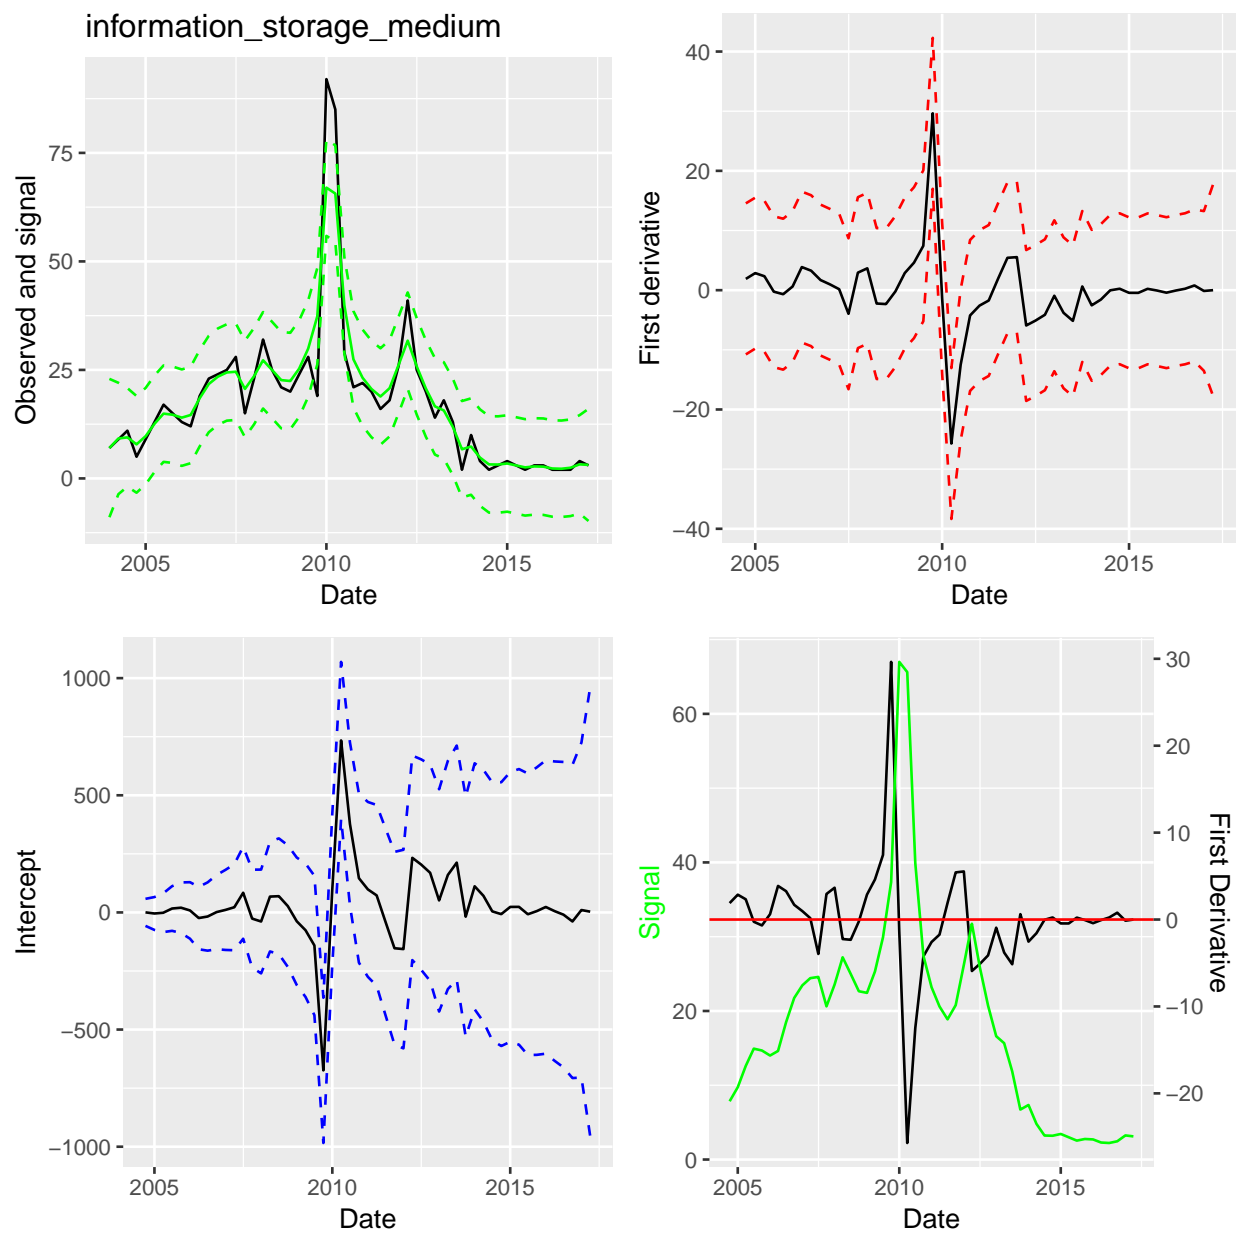 information_storage_medium
Observed and signal
75
50
25
0
2005 2010 2015
Date
First derivative
40
20
0
−20
−40
2005 2010 2015
Date
Intercept
1000
500
0
−500
−1000
2005 2010 2015
Date
Signal
60
40
20
0
30
20
10
0
−10
−20
First Derivative
2005 2010 2015
Date